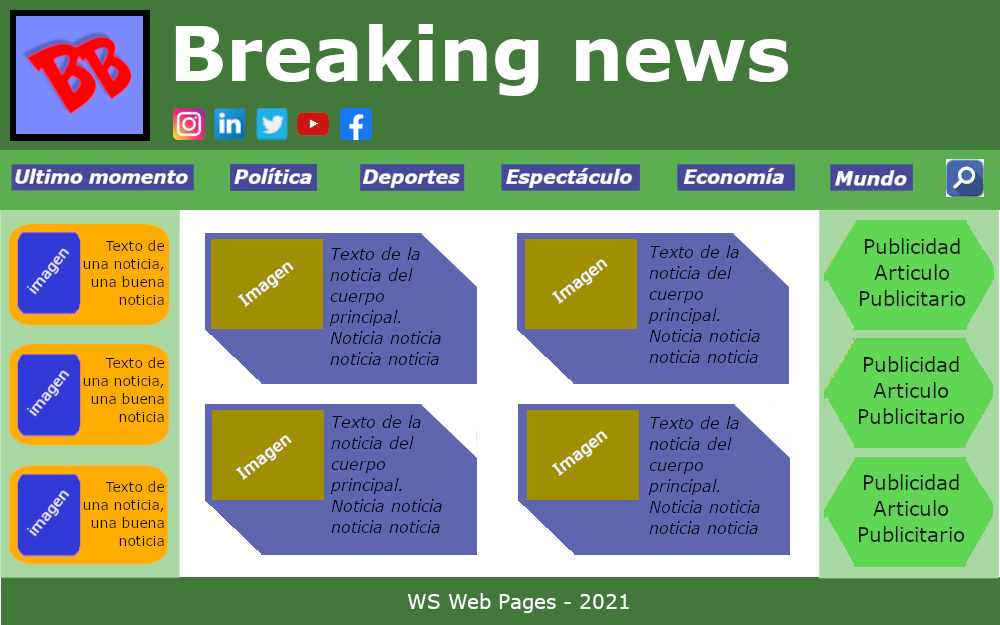 BB
Breaking news
in
Ultimo momento
Política
Deportes
Espectáculo
Economía
Mundo
imagen
Texto de
una noticia,
una buena
noticia
imagen
Texto de
una noticia,
una buena
noticia
imagen
Texto de
una noticia,
una buena
noticia
Imagen
Texto de la
noticia del
cuerpo
principal.
Noticia noticia
noticia noticia
Imagen
Texto de la
noticia del
cuerpo
principal.
Noticia noticia
noticia noticia
Imagen
Texto de la
noticia del
cuerpo
principal.
Noticia noticia
noticia noticia
Imagen
Texto de la
noticia del
cuerpo
principal.
Noticia noticia
noticia noticia
Publicidad
Articulo
Publicitario
Publicidad
Articulo
Publicitario
Publicidad
Articulo
Publicitario
WS Web Pages - 2021